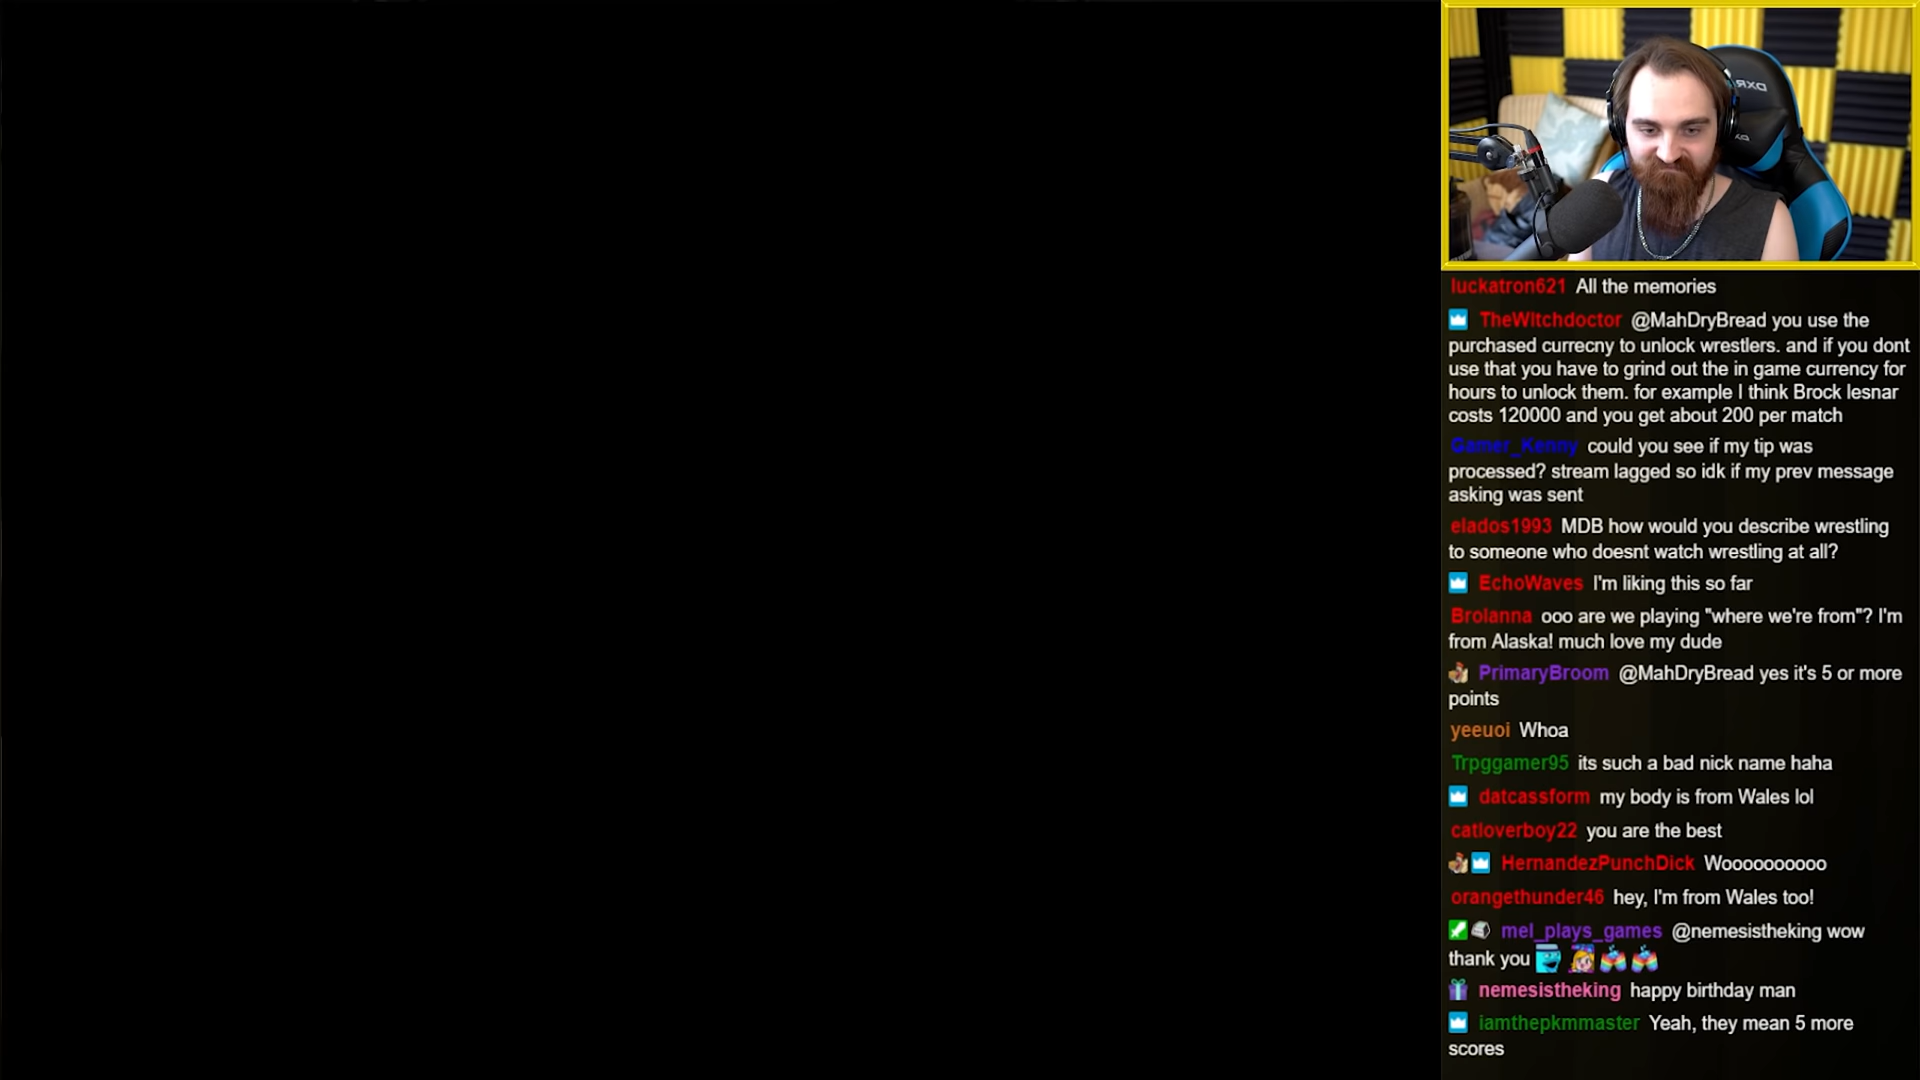 DXR
luckatron621 All the memories
TheWitchdoctor @MahDryBread you use the
purchased currecny to unlock wrestlers. and if you dont
use that you have to grind out the in game currency for
hours to unlock them. for example I think Brock lesnar
costs 120000 and you get about 200 per match
Gamer_Kenny could you see if my tip was
processed? stream lagged so idk if my prev message
asking was sent
elados1993 MDB how would you describe wrestling
to someone who doesnt watch wrestling at all?
EchoWaves I'm liking this so far
Brolanna ooo are we playing "where we're from"? I'm
from Alaska! much love my dude
PrimaryBroom @MahDryBread yes it's 5 or more
points
yeeuoi Whoa
Trpggamer95 its such a bad nick name haha
datcassform my body is from Wales lol
catloverboy22 you are the best
HernandezPunchDick Woooooooooo
orangethunder46 hey, I'm from Wales too!
mel_plays_games @nemesistheking wow
thank you
nemesistheking happy birthday man
iamthepkmmaster Yeah, they mean 5 more
scores